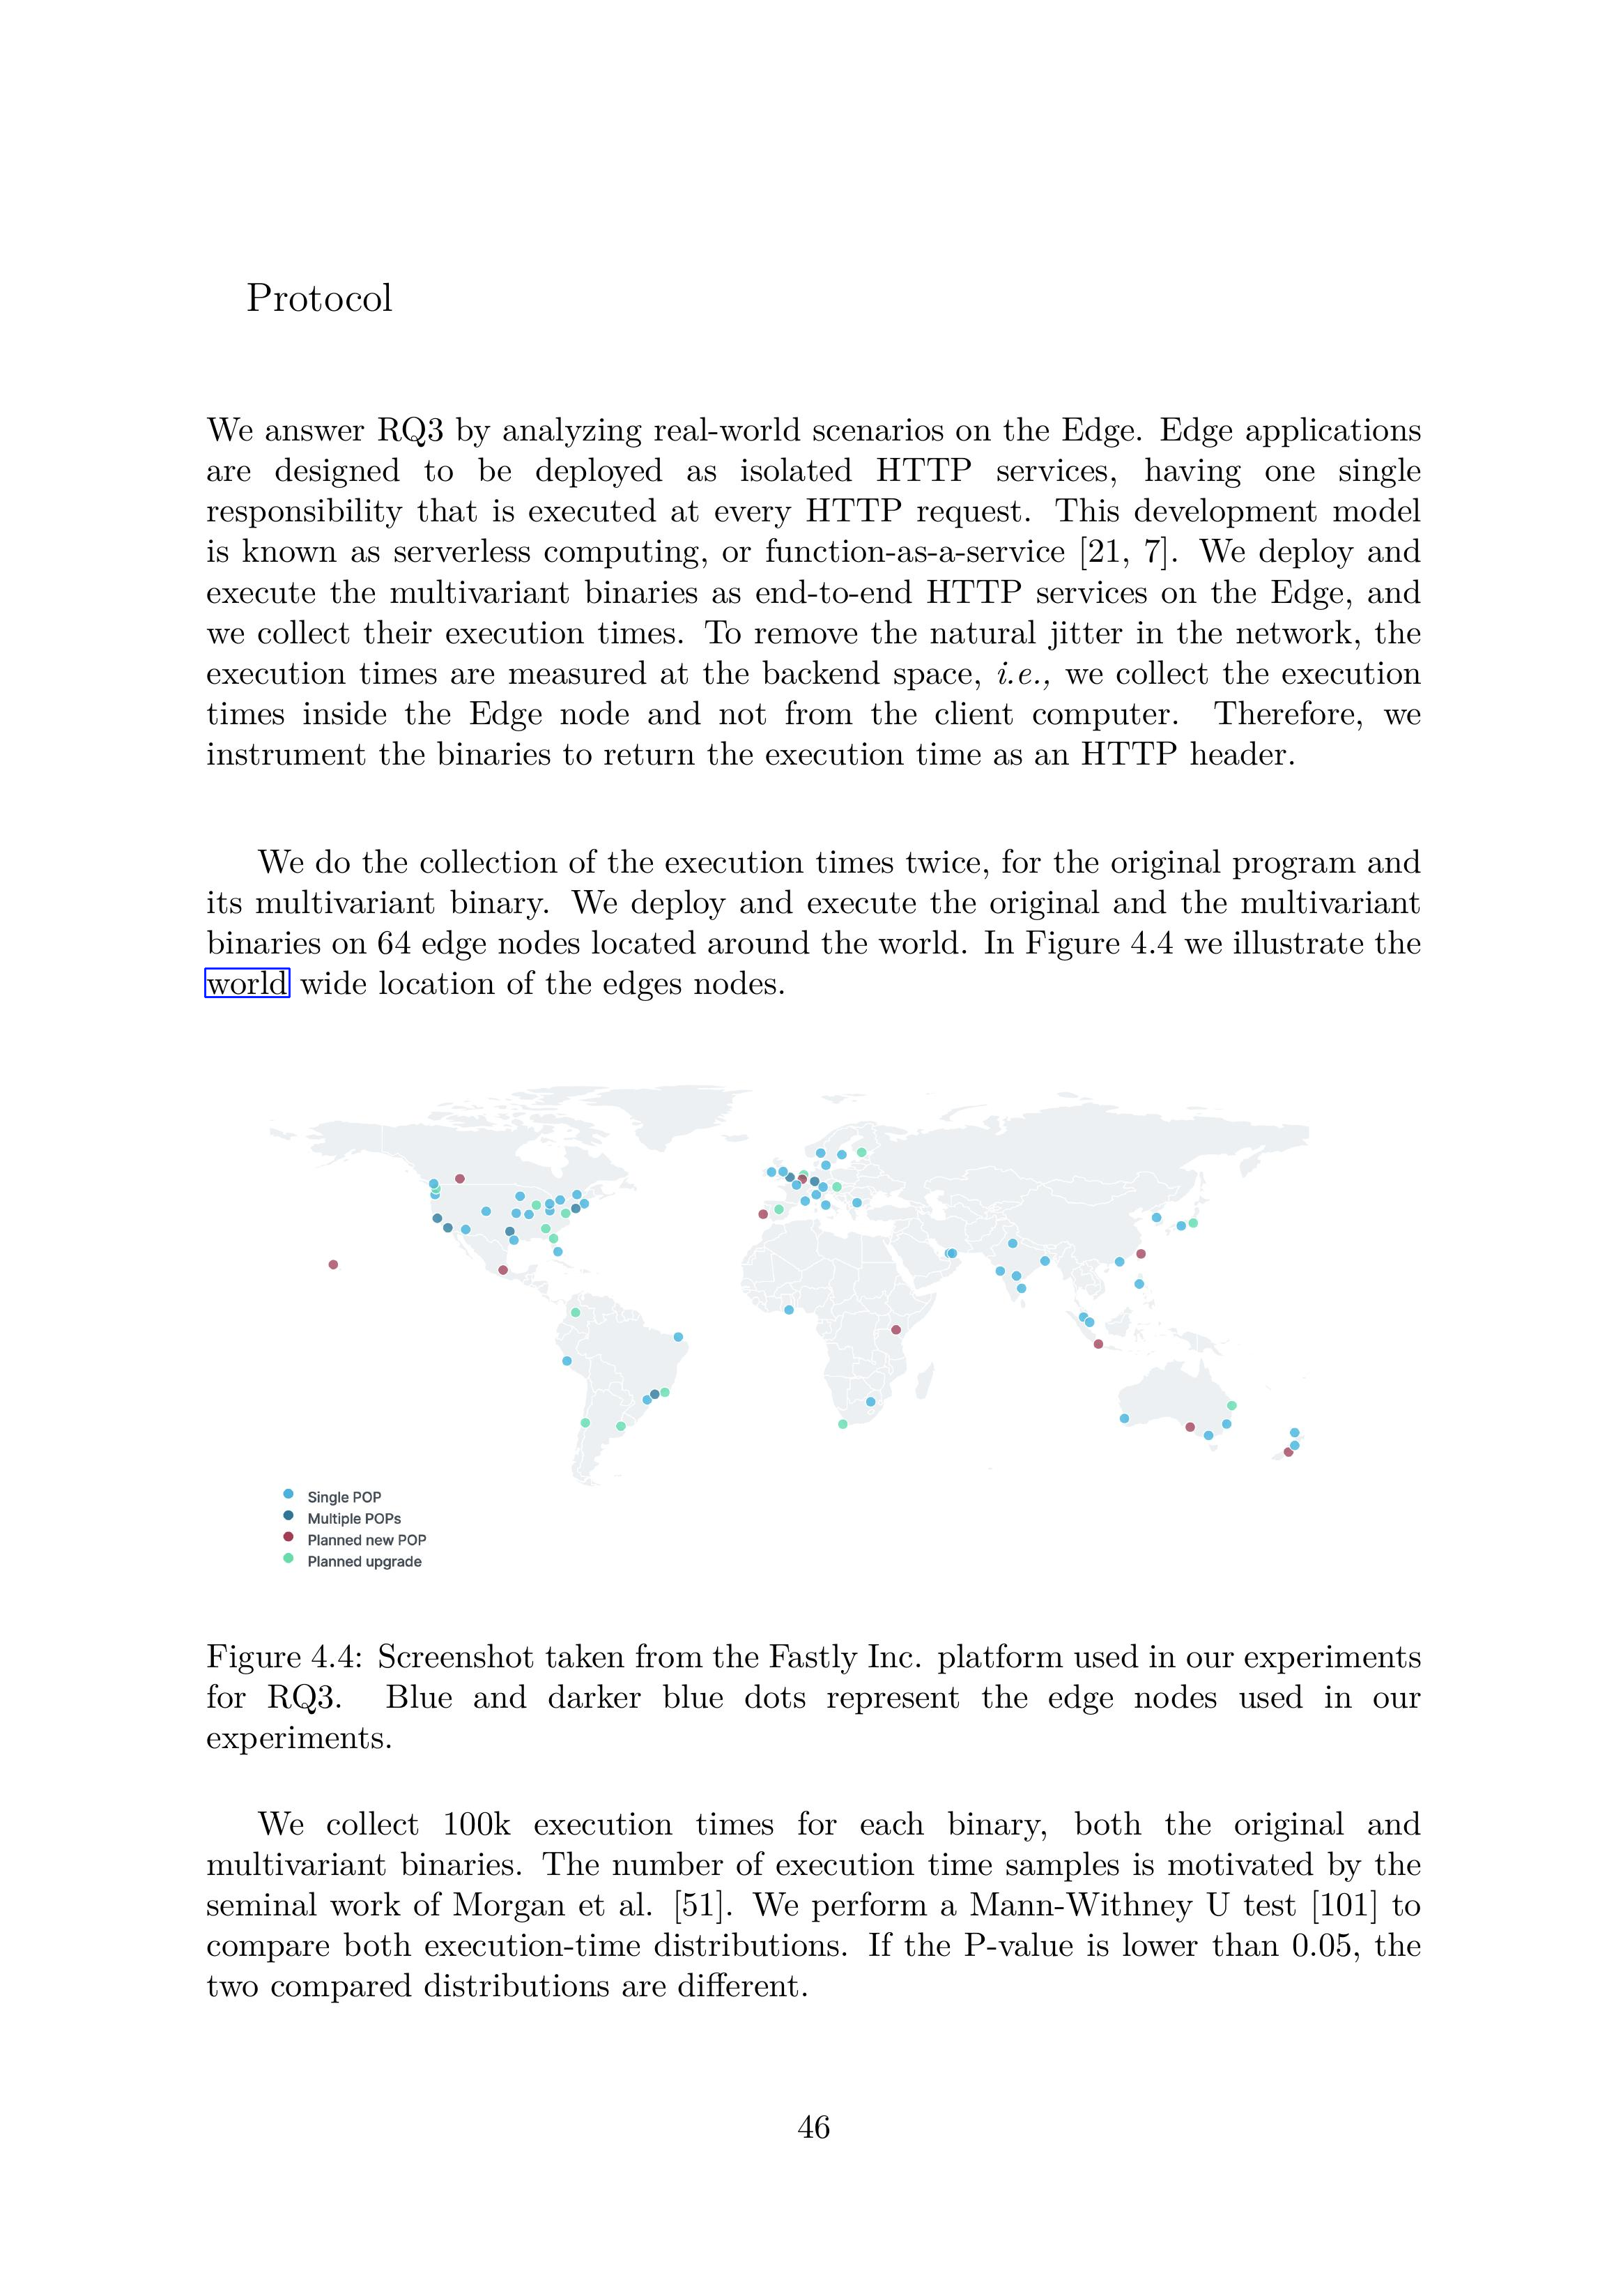 Protocol
We answer RQ3 by analyzing real-world scenarios on the Edge. Edge applications
are designed to be deployed as isolated HTTP services, having one single
responsibility that is executed at every HTTP request. This development model
is known as serverless computing, or function-as-a-service [21, 7]. We deploy and
execute the multivariant binaries as end-to-end HTTP services on the Edge, and
we collect their execution times. To remove the natural jitter in the network, the
execution times are measured at the backend space, i.e., we collect the execution
times inside the Edge node and not from the client computer. Therefore, we
instrument the binaries to return the execution time as an HTTP header.
We do the collection of the execution times twice, for the original program and
its multivariant binary. We deploy and execute the original and the multivariant
binaries on 64 edge nodes located around the world. In Figure 4.4 we illustrate the
world wide location of the edges nodes.
Single POP
Multiple POPs
Planned new POP
Planned upgrade
Figure 4.4: Screenshot taken from the Fastly Inc. platform used in our experiments
for RQ3. Blue and darker blue dots represent the edge nodes used in our
experiments.
We collect 100k execution times for each binary, both the original and
multivariant binaries. The number of execution time samples is motivated by the
seminal work of Morgan et al. [51]. We perform a Mann-Withney U test [101] to
compare both execution-time distributions. If the P-value is lower than 0.05, the
two compared distributions are different.
46